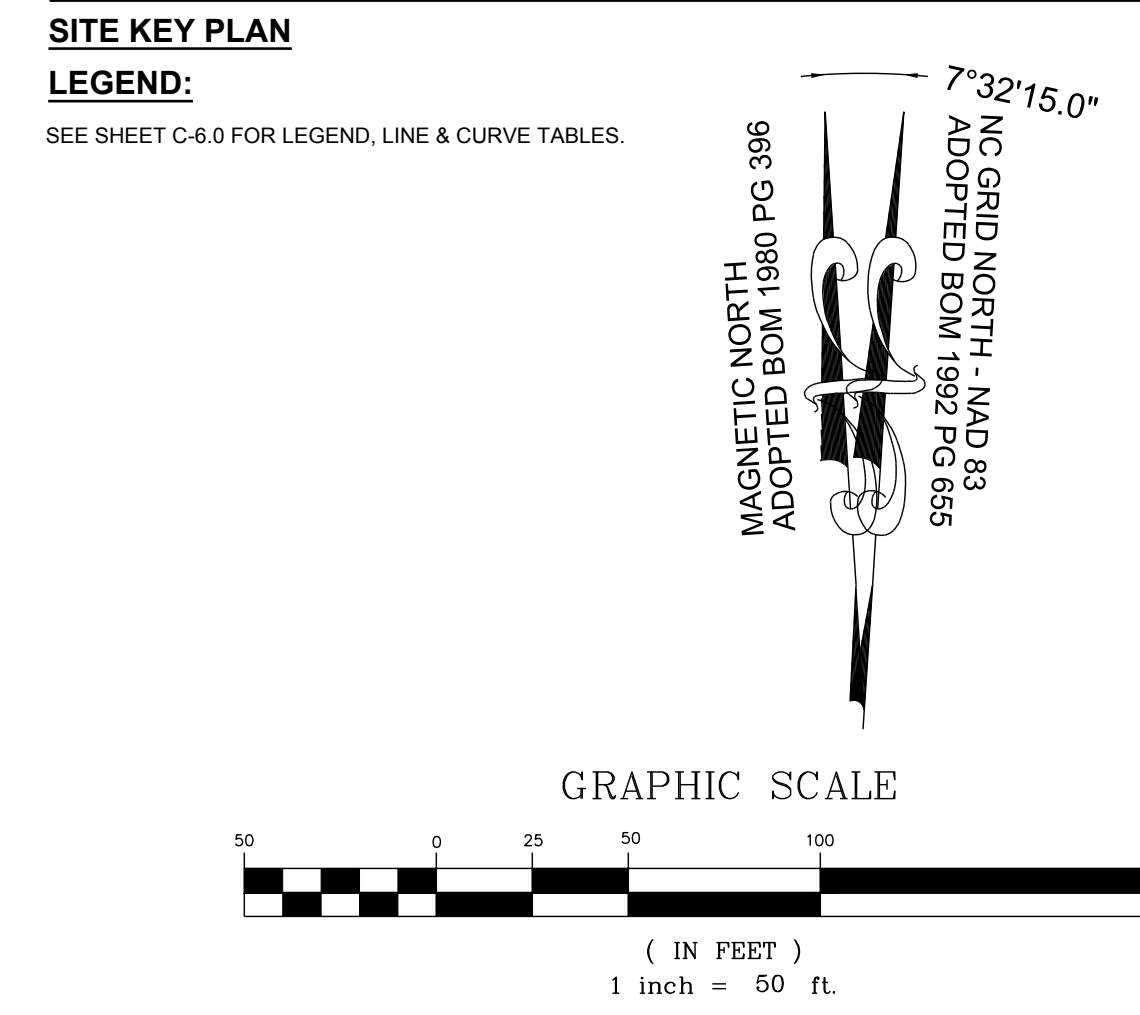 SITE KEY PLAN
LEGEND:
SEE SHEET C-6.0 FOR LEGEND, LINE & CURVE TABLES.
7°32'15.0"
MAGNETIC NORTH
ADOPTED BOM 1980 PG 396
NC GRID NORTH - NAD 83
ADOPTED BOM 1992 PG 655
GRAPHIC SCALE
50 0 25 50 100
( IN FEET )
1 inch = 50 ft.